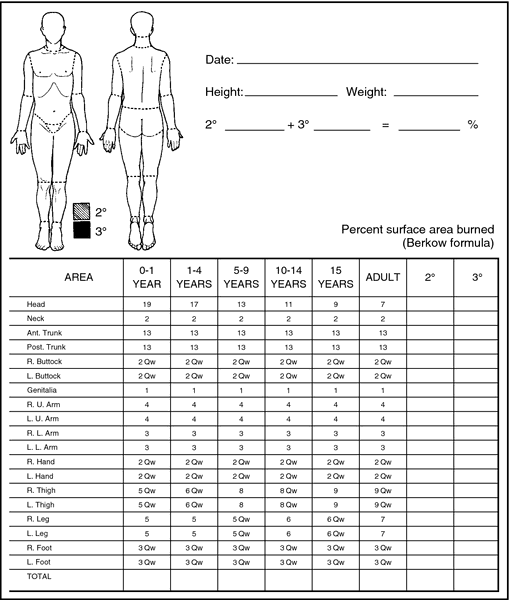 Date:
Height: Weight:
2° + 3° = %
2°
3°
Percent surface area burned
(Berkow formula)
AREA 0-1 YEAR 1-4 YEARS 5-9 YEARS 10-14 YEARS 15 YEARS ADULT 2° 3°
Head 19 17 13 11 9 7
Neck 2 2 2 2 2 2
Ant. Trunk 13 13 13 13 13 13
Post. Trunk 13 13 13 13 13 13
R. Buttock 2 Qw 2 Qw 2 Qw 2 Qw 2 Qw 2 Qw
L. Buttock 2 Qw 2 Qw 2 Qw 2 Qw 2 Qw 2 Qw
Genitalia 1 1 1 1 1 1
R. U. Arm 4 4 4 4 4 4
L. U. Arm 4 4 4 4 4 4
R. L. Arm 3 3 3 3 3 3
L. L. Arm 3 3 3 3 3 3
R. Hand 2 Qw 2 Qw 2 Qw 2 Qw 2 Qw 2 Qw
L. Hand 2 Qw 2 Qw 2 Qw 2 Qw 2 Qw 2 Qw
R. Thigh 5 Qw 6 Qw 8 8 Qw 9 9 Qw
L. Thigh 5 Qw 6 Qw 8 8 Qw 9 9 Qw
R. Leg 5 5 5 Qw 6 6 Qw 7
L. Leg 5 5 5 Qw 6 6 Qw 7
R. Foot 3 Qw 3 Qw 3 Qw 3 Qw 3 Qw 3 Qw
L. Foot 3 Qw 3 Qw 3 Qw 3 Qw 3 Qw 3 Qw
TOTAL